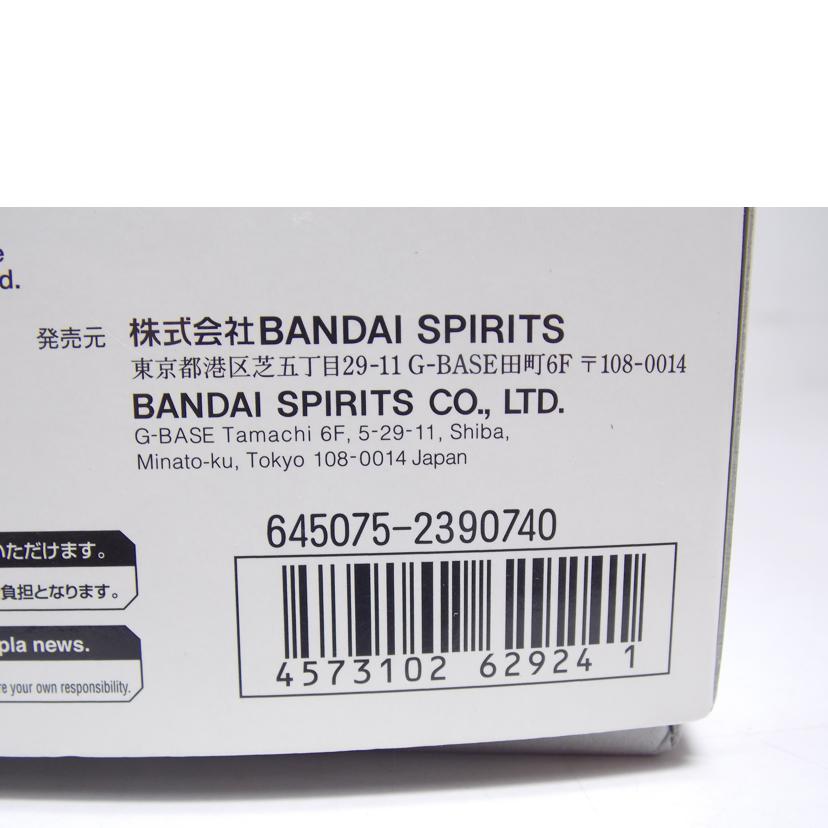 e
d.
発売元 株式会社BANDAI SPIRITS
東京都港区芝五丁目29-11 G-BASE田町6F 〒108-0014
BANDAI SPIRITS CO., LTD.
G-BASE Tamachi 6F, 5-29-11, Shiba,
Minato-ku, Tokyo 108-0014 Japan
645075-2390740
4573102 62924 1
いただけます。
負担となります。
pla news.
re your own responsibility.